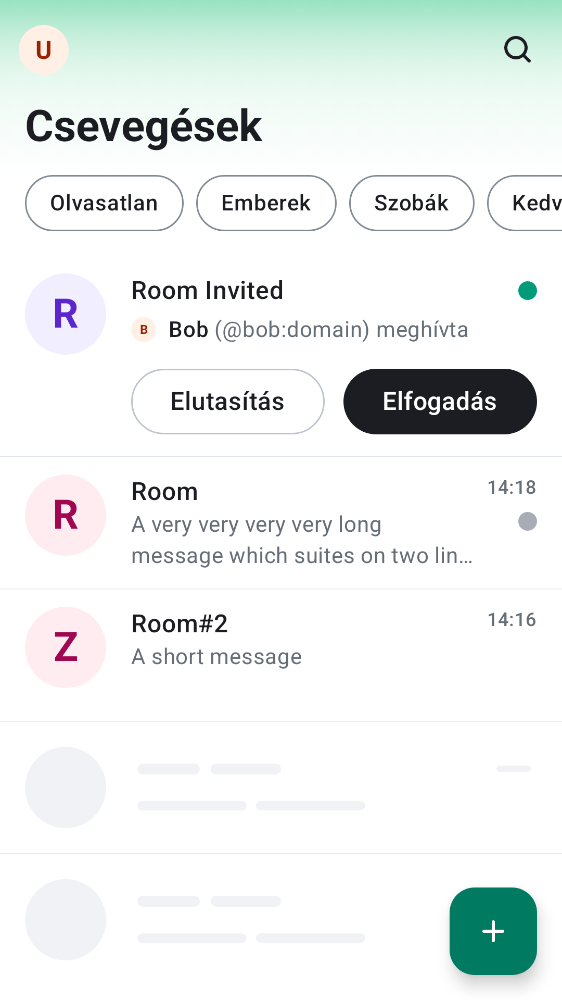 U
Csevegések
Olvasatlan Emberek Szobák Kedv
R
Room Invited
B Bob (@bob:domain) meghívta
Elutasítás Elfogadás
R
Room 14:18
A very very very very long
message which suites on two lin…
Z
Room#2 14:16
A short message